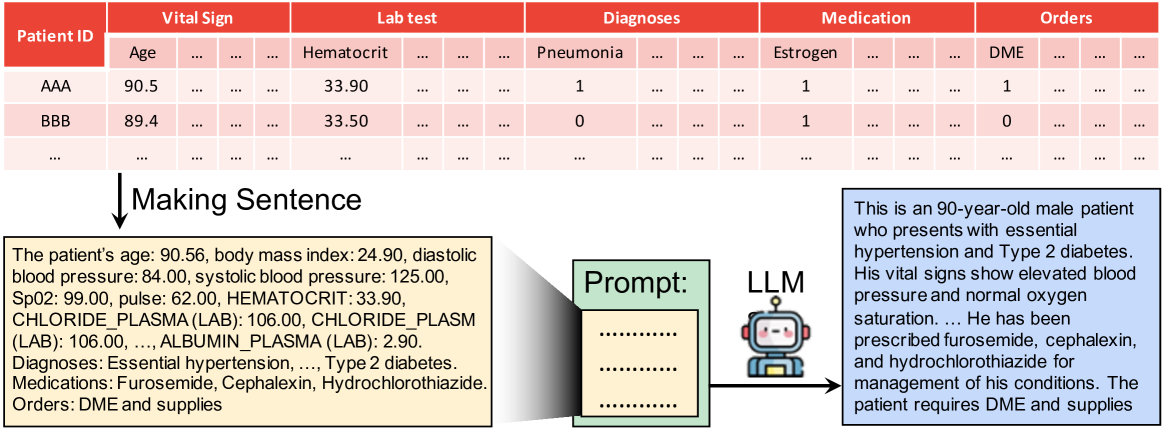 Patient ID Vital Sign Lab test Diagnoses Medication Orders
Age ... ... ... Hematocrit ... ... ... Pneumonia ... ... ... Estrogen ... ... ... DME ... ... ...
AAA 90.5 ... ... ... 33.90 ... ... ... 1 ... ... ... 1 ... ... ... 1 ... ... ...
BBB 89.4 ... ... ... 33.50 ... ... ... 0 ... ... ... 1 ... ... ... 0 ... ... ...
... ... ... ... ... ... ... ... ... ... ... ... ... ... ... ... ... ... ... ... ...
Making Sentence
The patient's age: 90.56, body mass index: 24.90, diastolic
blood pressure: 84.00, systolic blood pressure: 125.00,
Sp02: 99.00, pulse: 62.00, HEMATOCRIT: 33.90,
CHLORIDE_PLASMA (LAB): 106.00, CHLORIDE_PLASM
(LAB): 106.00, ..., ALBUMIN_PLASMA (LAB): 2.90.
Diagnoses: Essential hypertension, ..., Type 2 diabetes.
Medications: Furosemide, Cephalexin, Hydrochlorothiazide.
Orders: DME and supplies
Prompt:
............
............
............
LLM
This is an 90-year-old male patient
who presents with essential
hypertension and Type 2 diabetes.
His vital signs show elevated blood
pressure and normal oxygen
saturation. ... He has been
prescribed furosemide, cephalexin,
and hydrochlorothiazide for
management of his conditions. The
patient requires DME and supplies